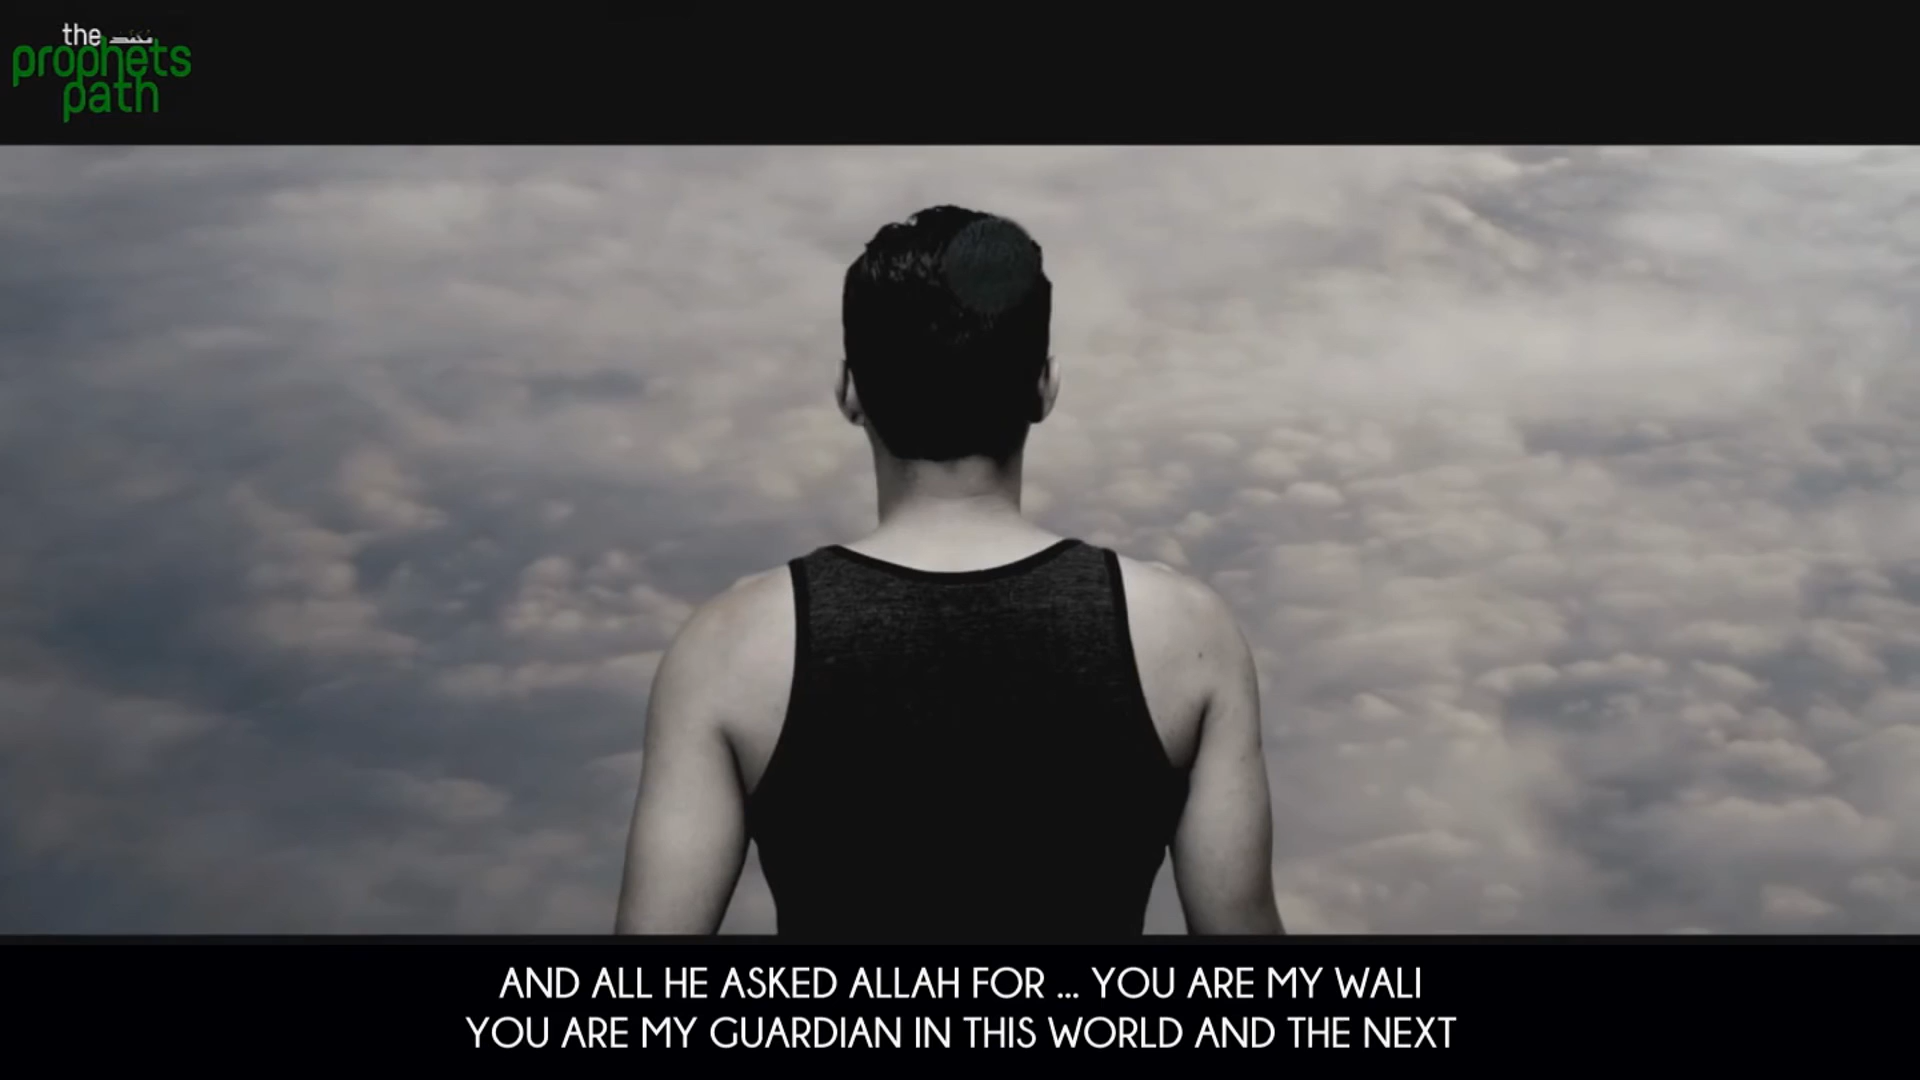 the
prophets
path
AND ALL HE ASKED ALLAH FOR ... YOU ARE MY WALI
YOU ARE MY GUARDIAN IN THIS WORLD AND THE NEXT